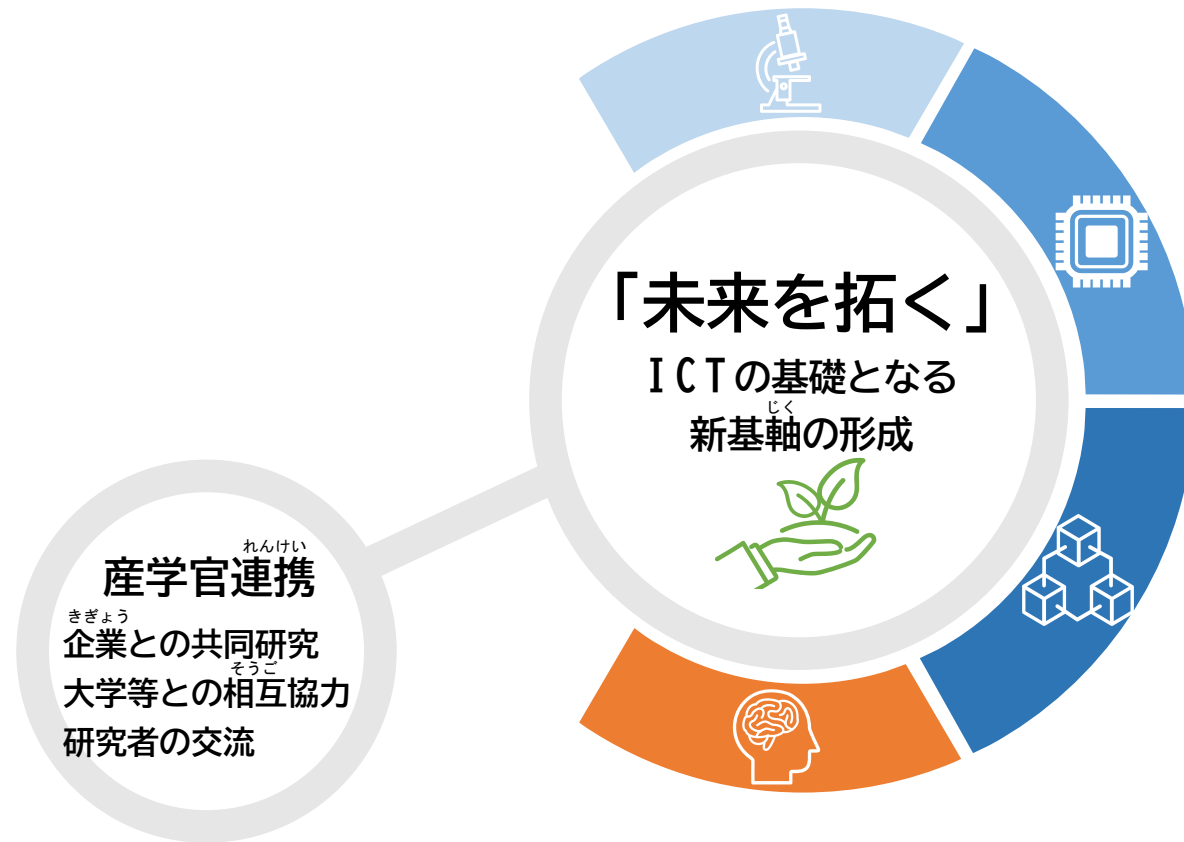 「未来を拓く」
ICTの基礎となる
じく
新基軸の形成
れんけい
産学官連携
きぎょう
企業との共同研究
そうご
大学等との相互協力
研究者の交流